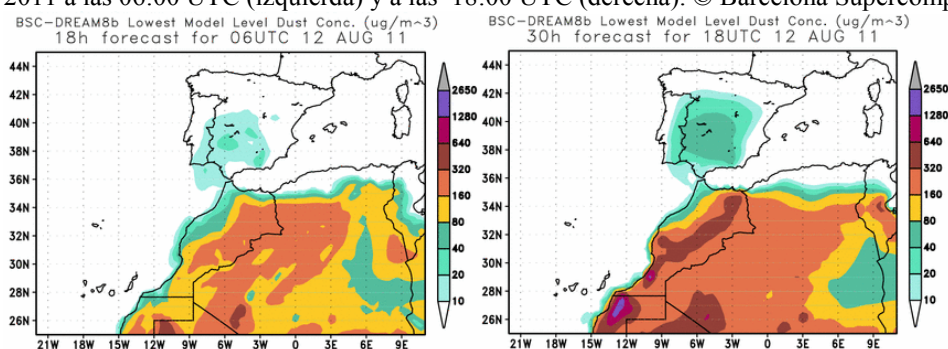 2011 a las 06:00 UTC (izquierda) y a las 18:00 UTC (derecha). © Barcelona Supercomp
BSC-DREAM8b Lowest Model Level Dust Conc. (ug/m^3)
18h forecast for 06UTC 12 AUG 11
44N
42N
40N
38N
36N
34N
32N
30N
28N
26N
21W 18W 15W 12W 9W 6W 3W 0 3E 6E 9E
2650
1280
640
320
160
80
40
20
10
BSC-DREAM8b Lowest Model Level Dust Conc. (ug/m^3)
30h forecast for 18UTC 12 AUG 11
44N
42N
40N
38N
36N
34N
32N
30N
28N
26N
21W 18W 15W 12W 9W 6W 3W 0 3E 6E 9E
2650
1280
640
320
160
80
40
20
10